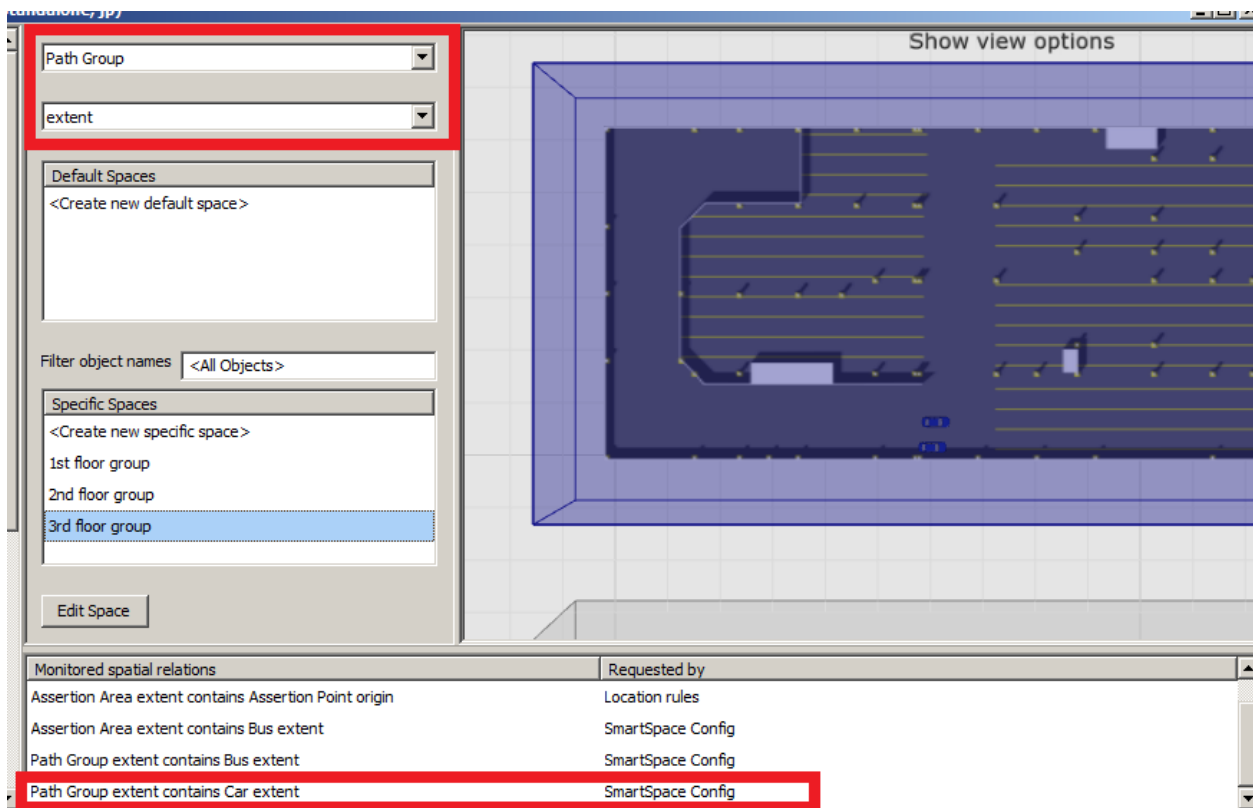 Show view options
Path Group
extent
Default Spaces
<Create new default space>
Filter object names <All Objects>
Specific Spaces
<Create new specific space>
1st floor group
2nd floor group
3rd floor group
Edit Space
Monitored spatial relations Requested by
Assertion Area extent contains Assertion Point origin Location rules
Assertion Area extent contains Bus extent SmartSpace Config
Path Group extent contains Bus extent SmartSpace Config
Path Group extent contains Car extent SmartSpace Config